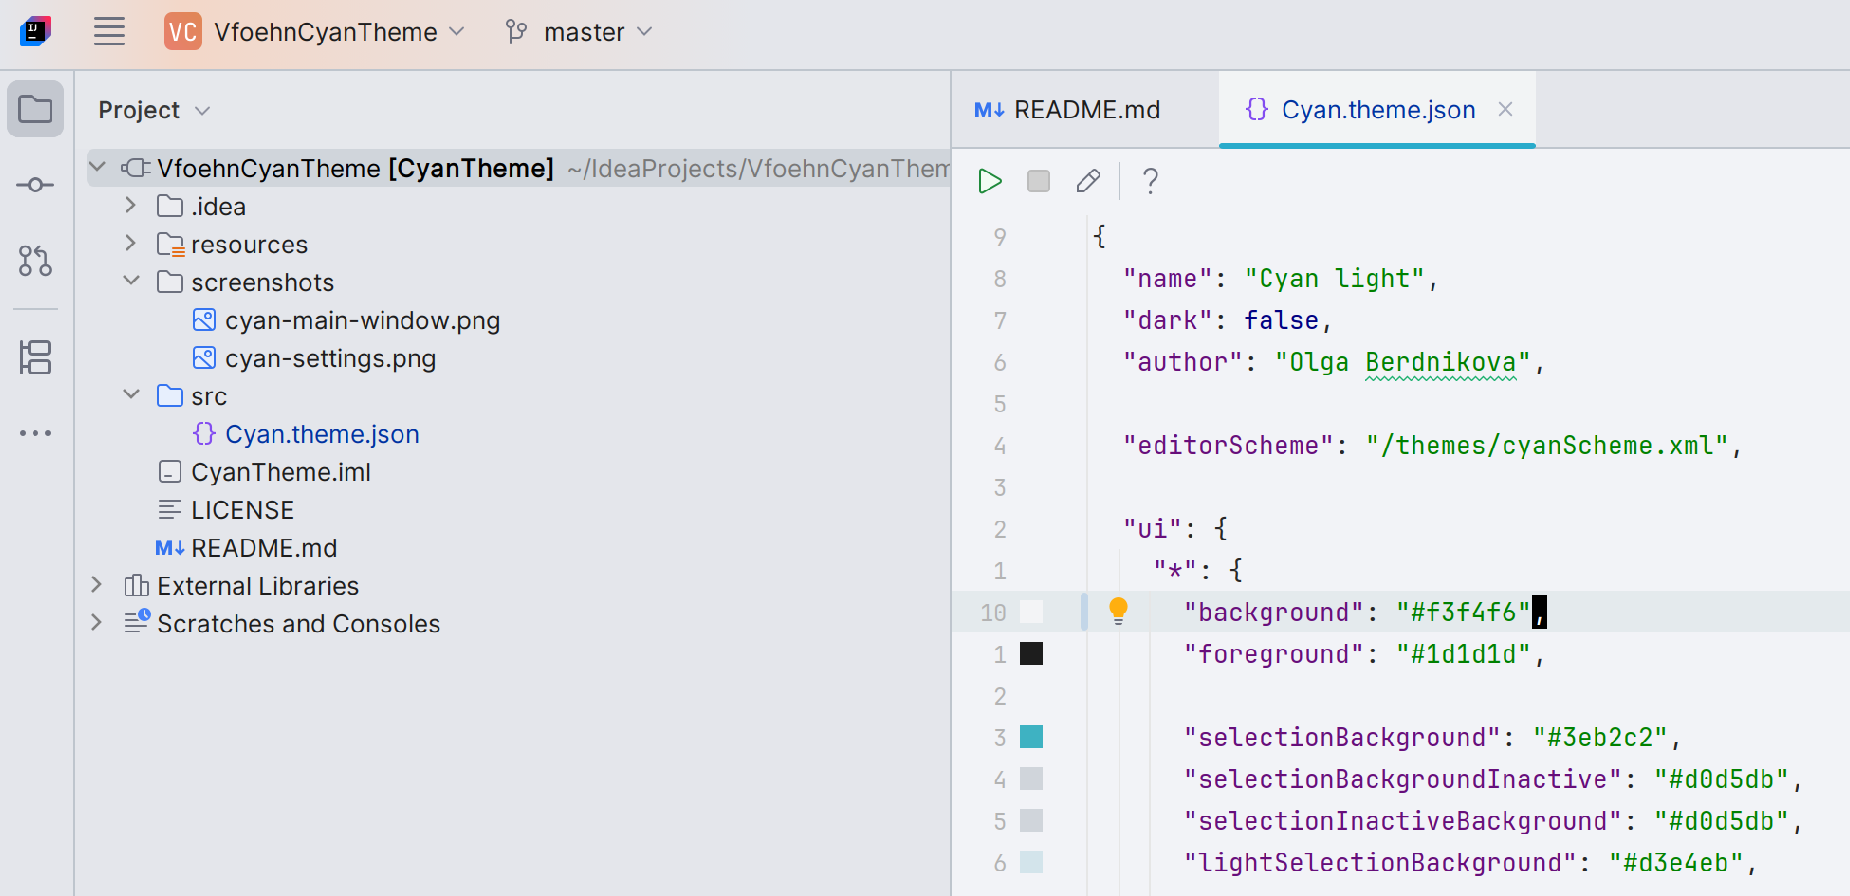 VC VfoehnCyanTheme master
Project
VfoehnCyanTheme [CyanTheme] ~/IdeaProjects/VfoehnCyanThem
.idea
resources
screenshots
cyan-main-window.png
cyan-settings.png
src
Cyan.theme.json
CyanTheme.iml
LICENSE
M↓ README.md
External Libraries
Scratches and Consoles
M↓ README.md {} Cyan.theme.json
9 {
8 "name": "Cyan light",
7 "dark": false,
6 "author": "Olga Berdnikova",
5
4 "editorScheme": "/themes/cyanScheme.xml",
3
2 "ui": {
1 "*": {
10 "background": "#f3f4f6",
1 "foreground": "#1d1d1d",
2
3 "selectionBackground": "#3eb2c2",
4 "selectionBackgroundInactive": "#d0d5db",
5 "selectionInactiveBackground": "#d0d5db",
6 "lightSelectionBackground": "#d3e4eb",